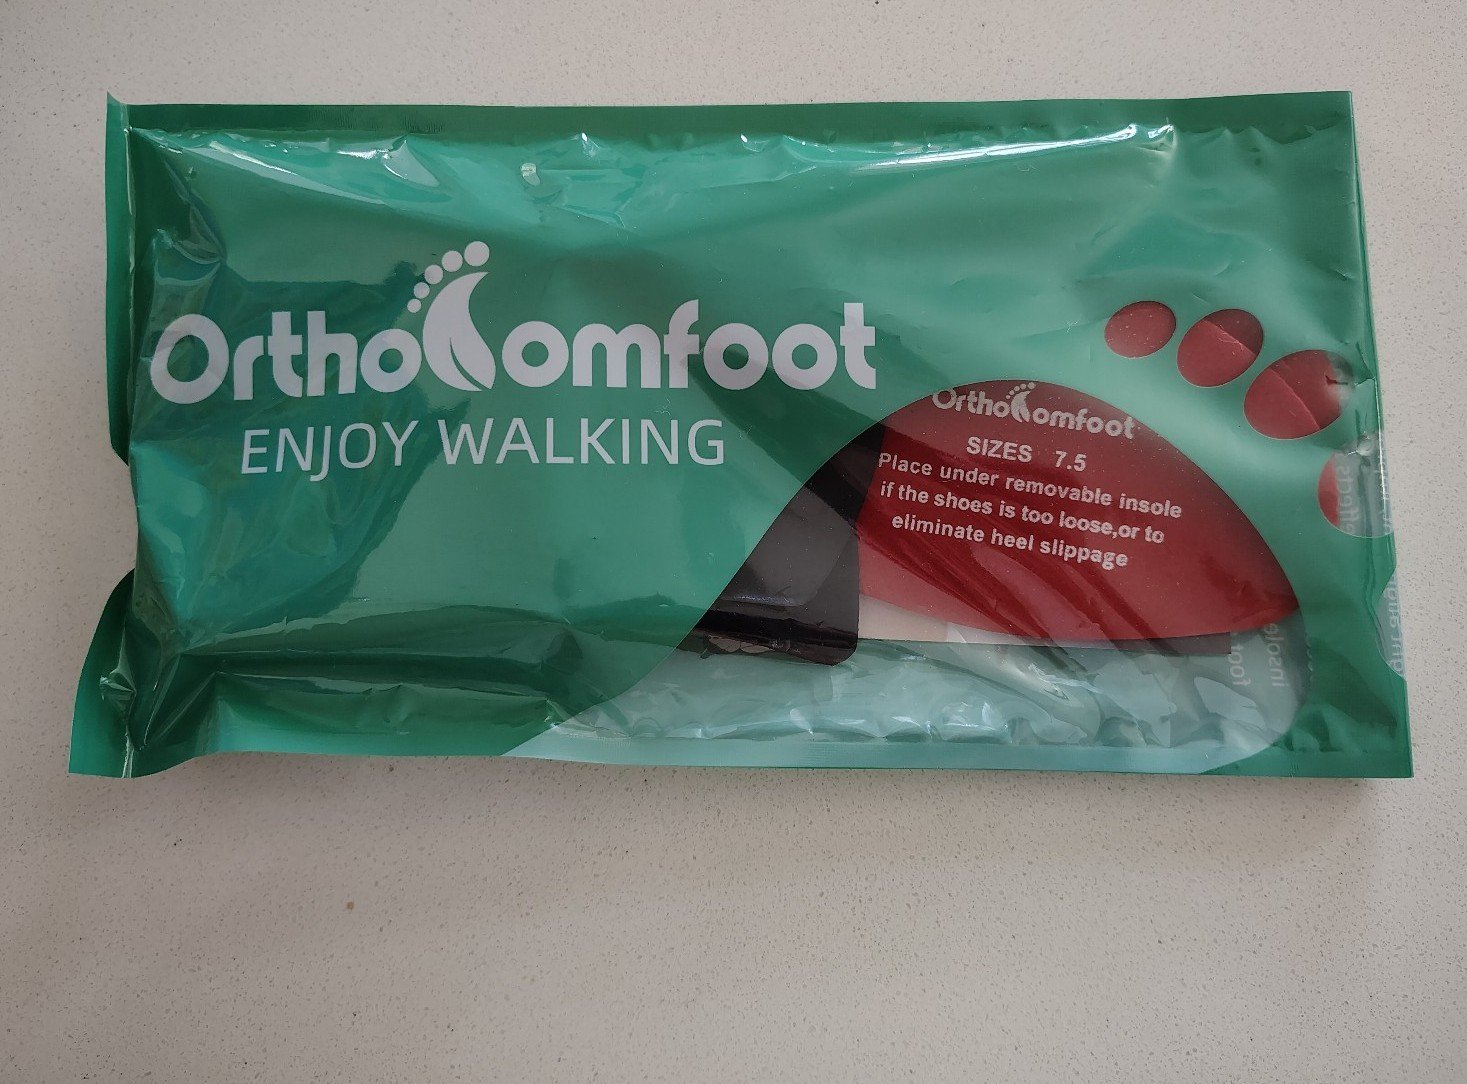 OrthoComfoot
ENJOY WALKING
OrthoComfoot
SIZES 7.5
Place under removable insole
if the shoes is too loose,or to
eliminate heel slippage